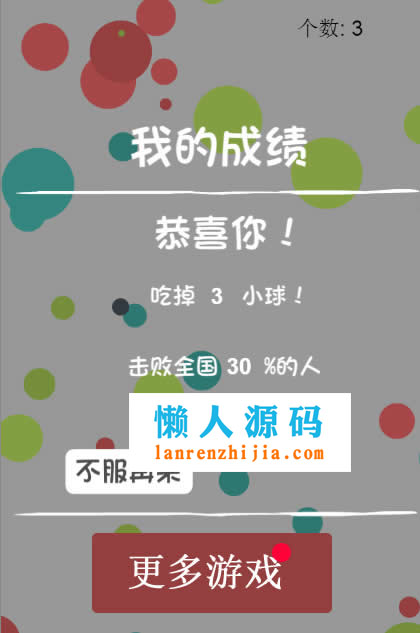 个数: 3
我的成绩
恭喜你！
吃掉 3 小球！
击败全国 30 %的人
懒人源码
lanrenzhijia.com
不服再来
更多游戏